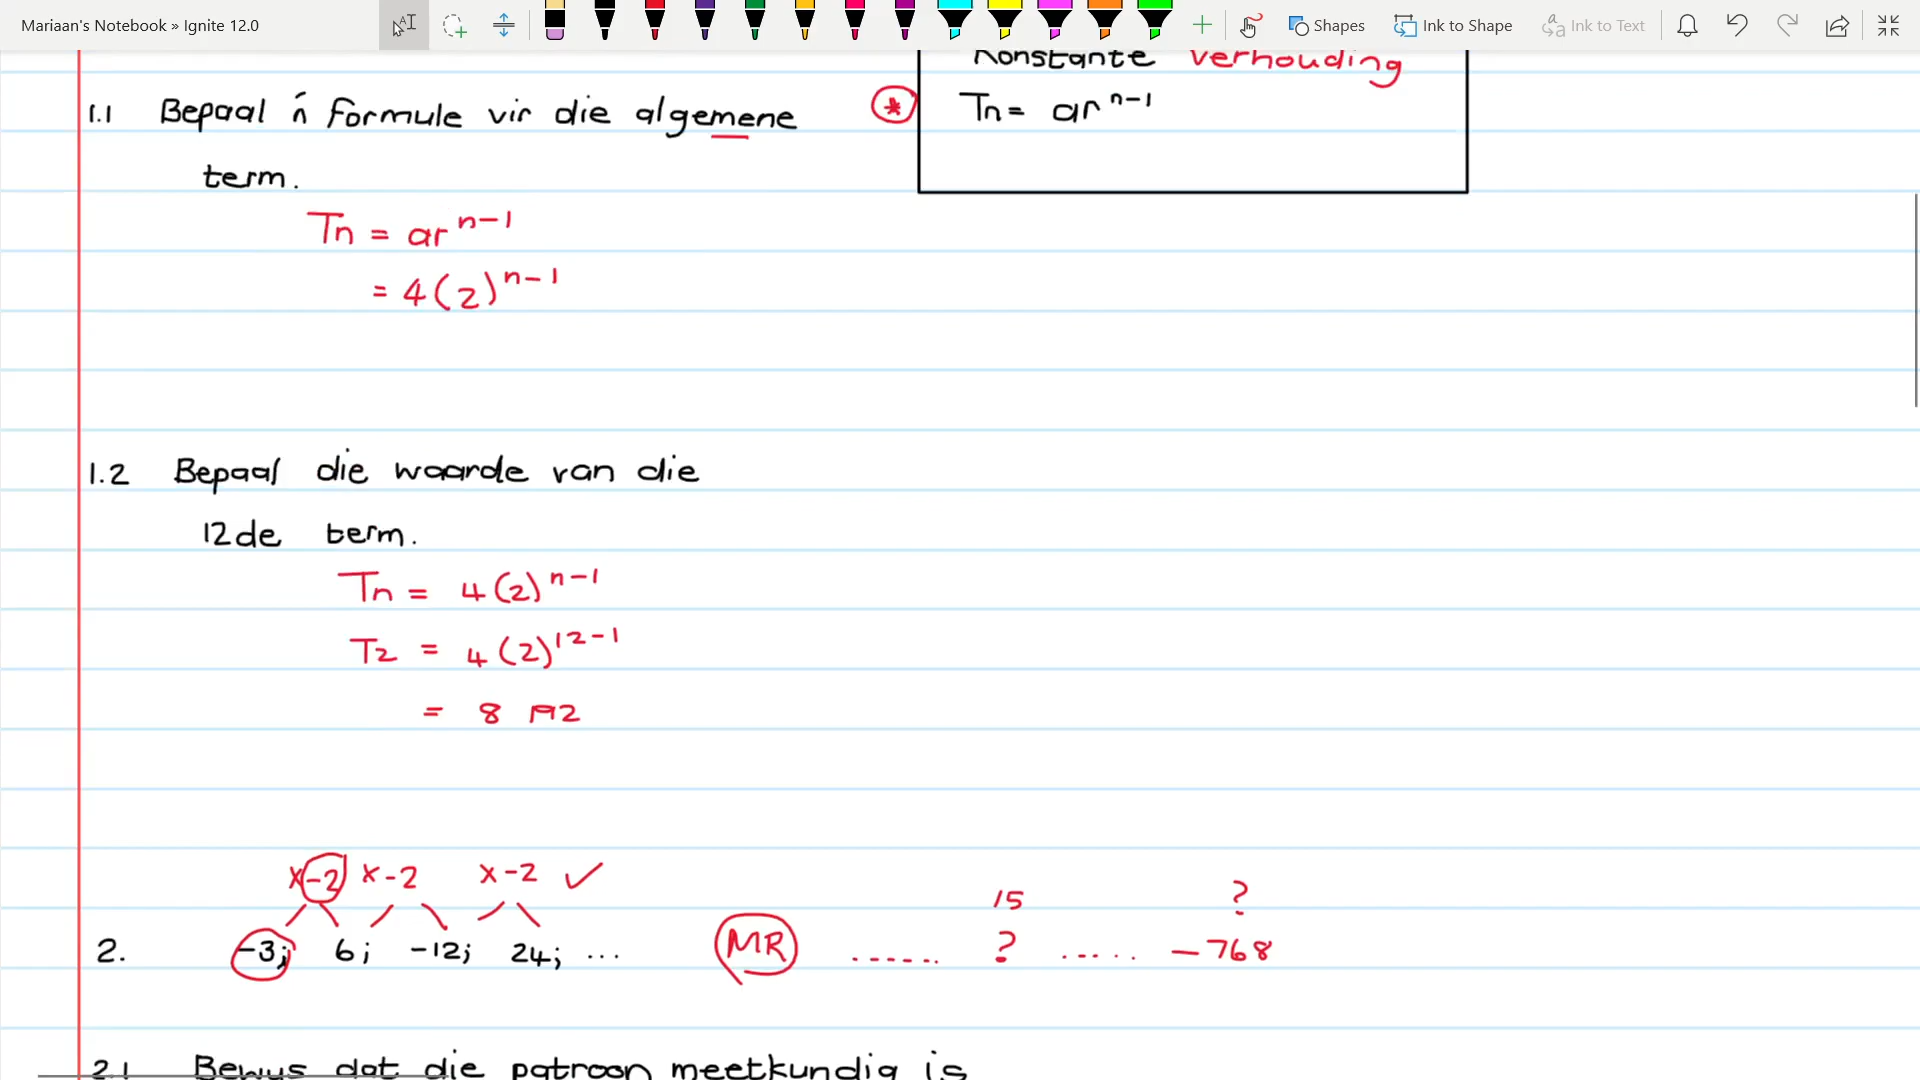 Mariaan's Notebook » Ignite 12.0
Shapes
Ink to Shape
Ink to Text
Konstante verhouding
Tn = ar^n-1
1.1 Bepaal 'n formule vir die algemene
term.
Tn = ar^n-1
= 4(2)^n-1
1.2 Bepaal die waarde van die
12de term.
Tn = 4(2)^n-1
T2 = 4(2)^12-1
= 8 192
x -2 x -2 x -2 ✓
15 ?
2. -3; 6; -12; 24; ... MR ...... ? ..... -768
2.1 Bewys dat die patroon meetkundig is